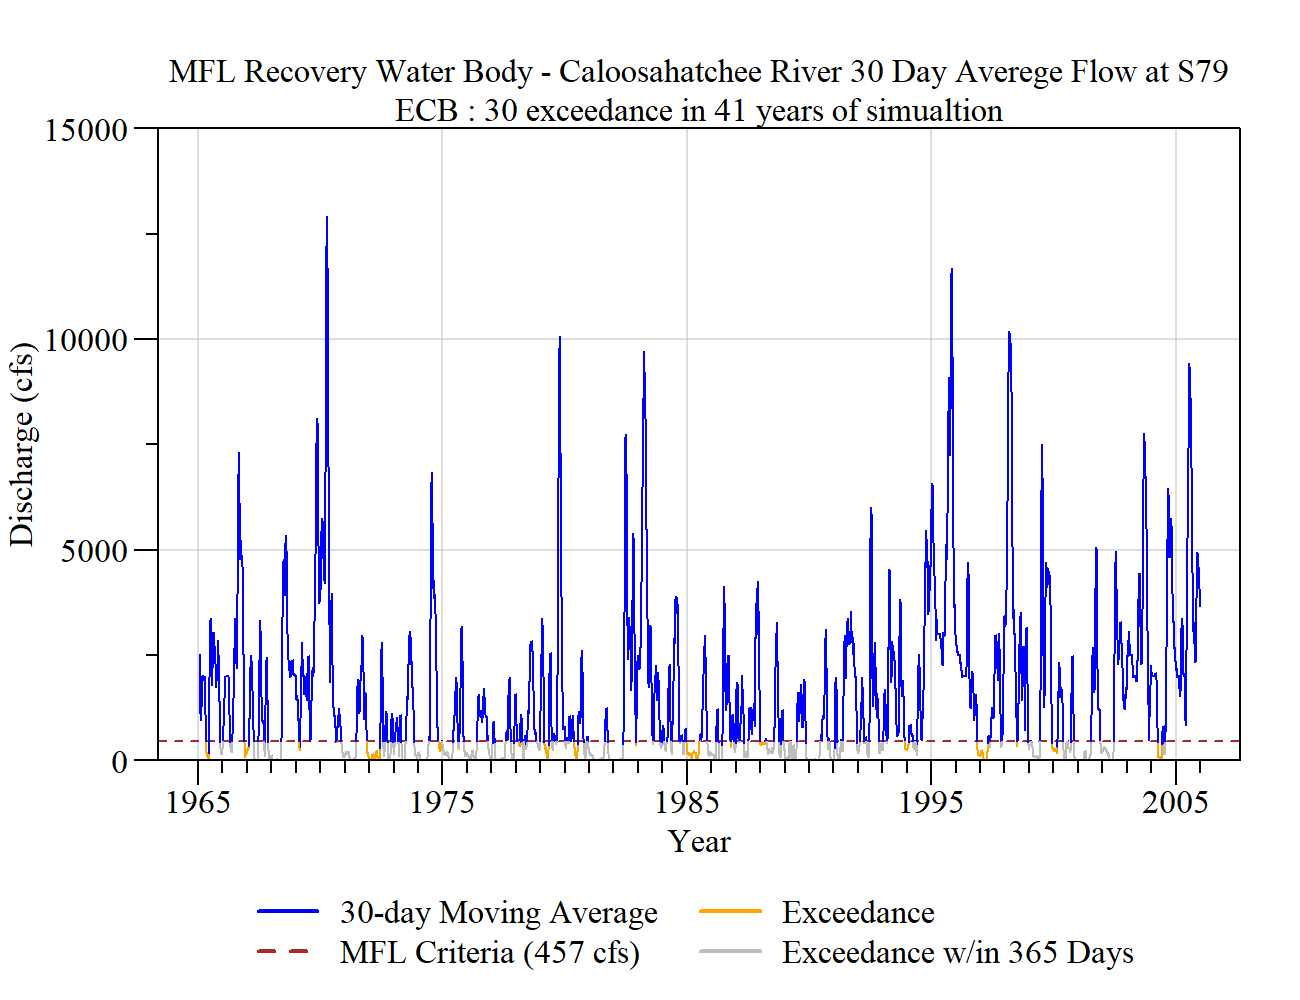 MFL Recovery Water Body - Caloosahatchee River 30 Day Averege Flow at S79
ECB : 30 exceedance in 41 years of simualtion
15000
10000
5000
0
Discharge (cfs)
1965 1975 1985 1995 2005
Year
30-day Moving Average
Exceedance
MFL Criteria (457 cfs)
Exceedance w/in 365 Days